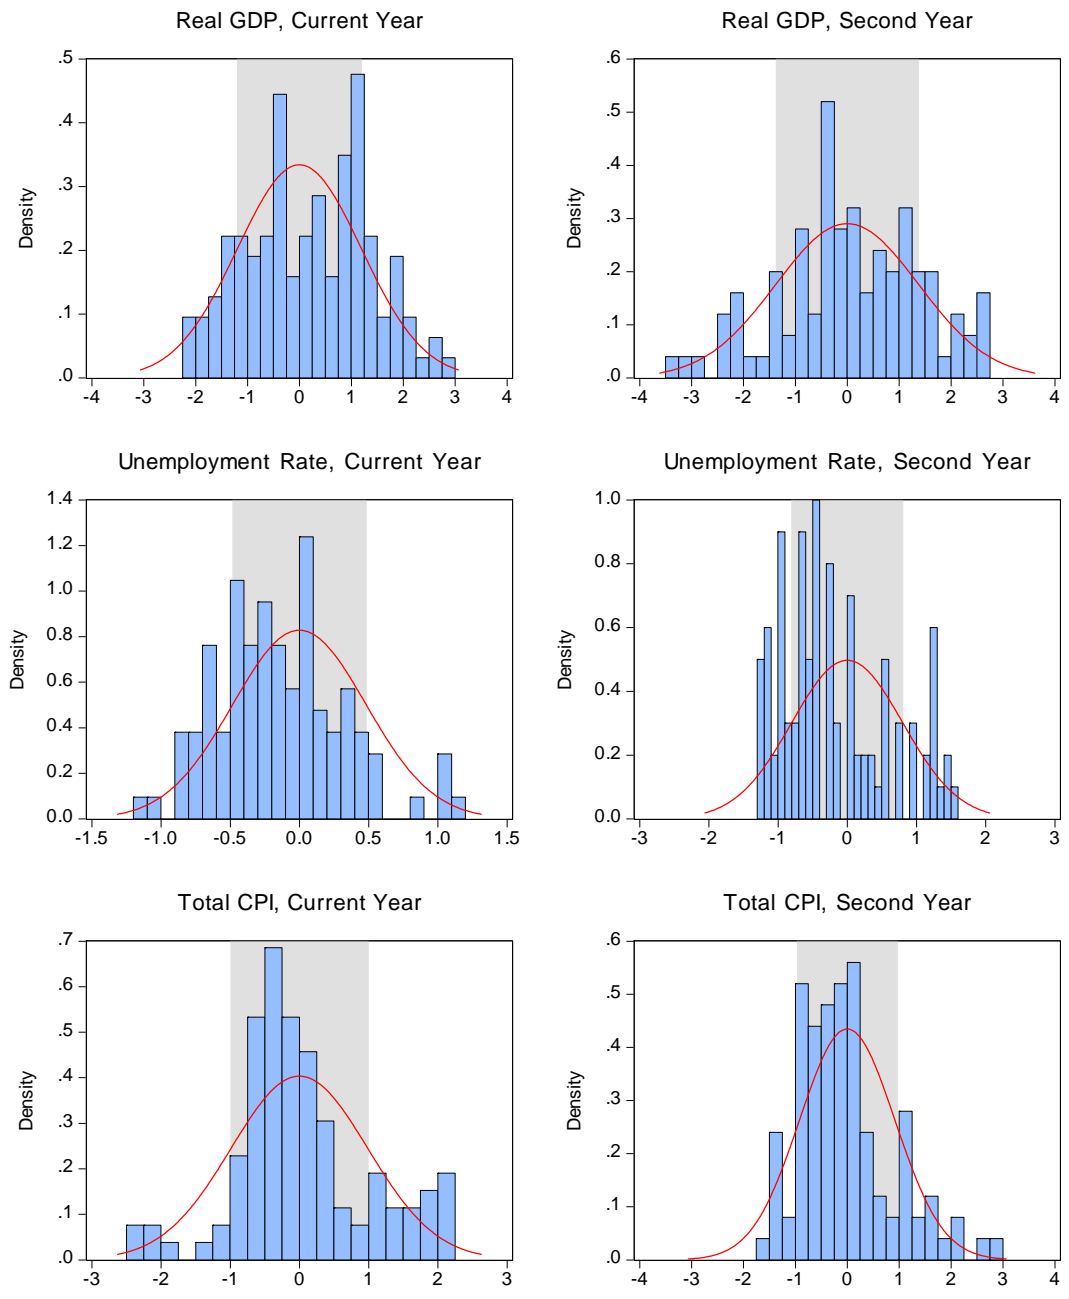 Real GDP, Current Year
Density
.5
.4
.3
.2
.1
.0
-4 -3 -2 -1 0 1 2 3 4
Real GDP, Second Year
Density
.6
.5
.4
.3
.2
.1
.0
-4 -3 -2 -1 0 1 2 3 4
Unemployment Rate, Current Year
Density
1.4
1.2
1.0
0.8
0.6
0.4
0.2
0.0
-1.5 -1.0 -0.5 0.0 0.5 1.0 1.5
Unemployment Rate, Second Year
Density
1.0
0.8
0.6
0.4
0.2
0.0
-3 -2 -1 0 1 2 3
Total CPI, Current Year
Density
.7
.6
.5
.4
.3
.2
.1
.0
-3 -2 -1 0 1 2 3
Total CPI, Second Year
Density
.6
.5
.4
.3
.2
.1
.0
-4 -3 -2 -1 0 1 2 3 4